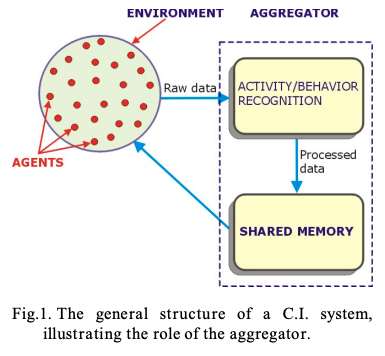 ENVIRONMENT
AGGREGATOR
Raw data
ACTIVITY/BEHAVIOR
RECOGNITION
AGENTS
Processed
data
SHARED MEMORY
Fig.1. The general structure of a C.I. system,
illustrating the role of the aggregator.